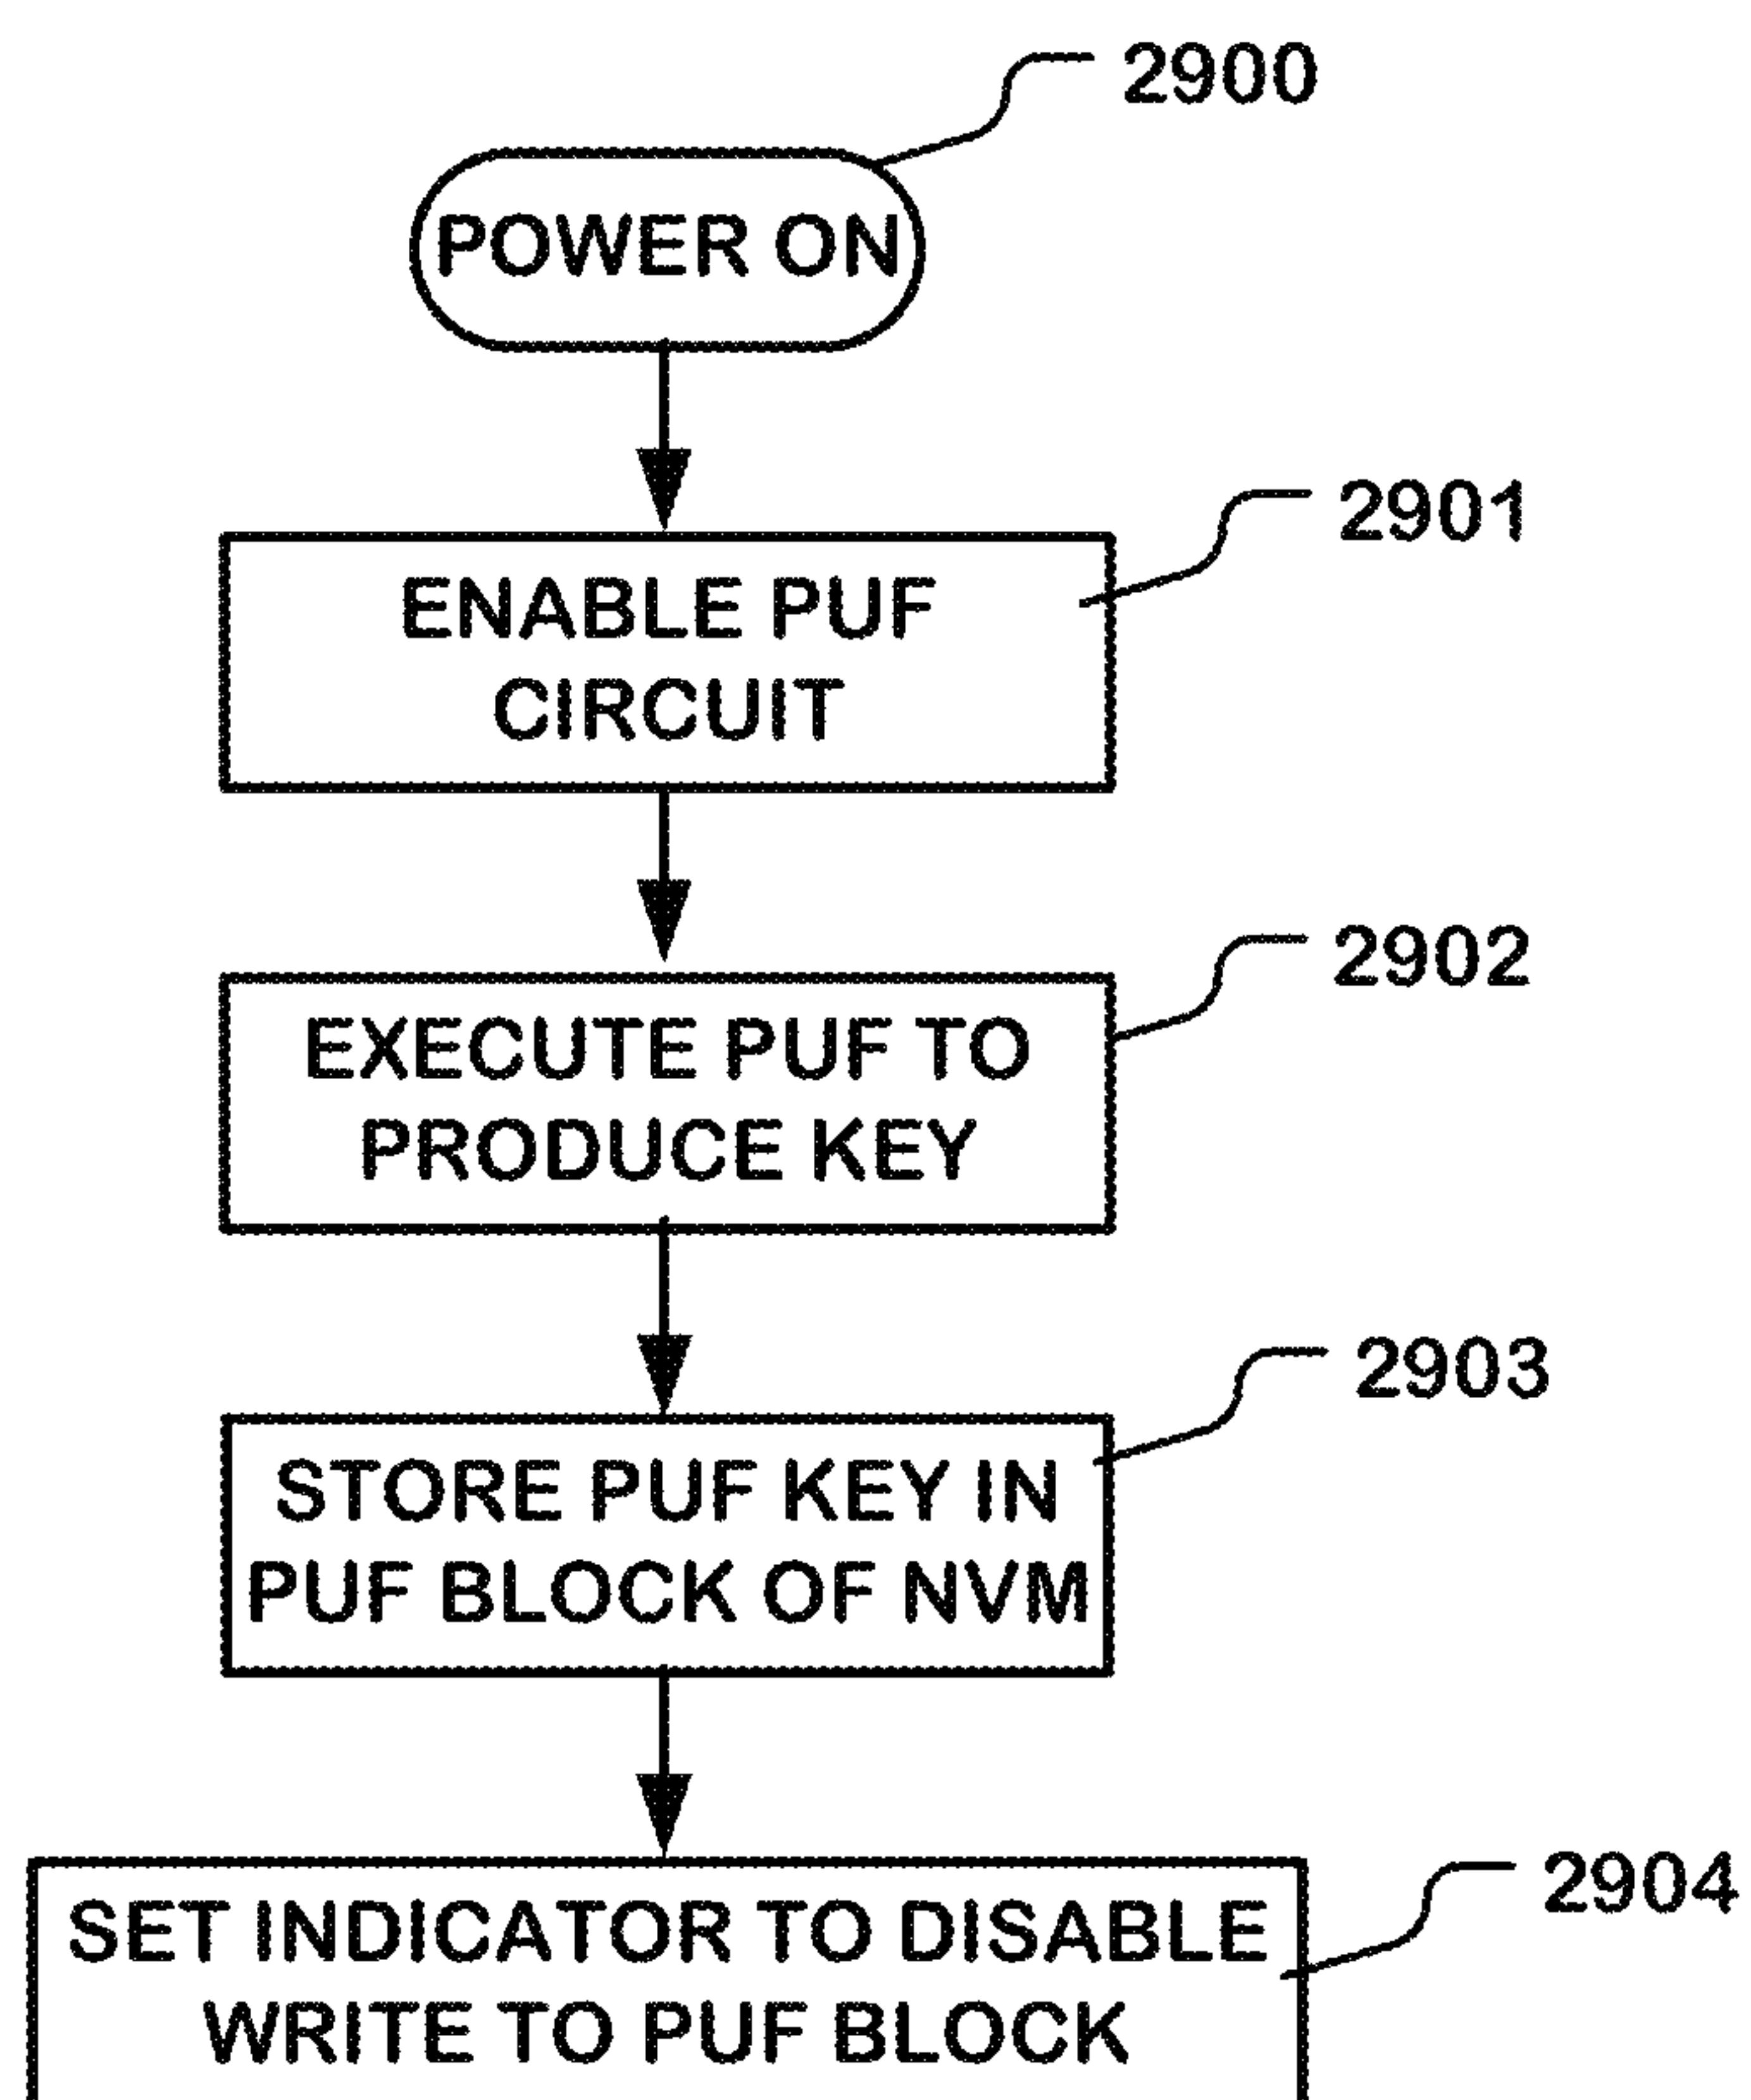 2900
POWER ON
2901
ENABLE PUF
CIRCUIT
2902
EXECUTE PUF TO
PRODUCE KEY
2903
STORE PUF KEY IN
PUF BLOCK OF NVM
2904
SET INDICATOR TO DISABLE
WRITE TO PUF BLOCK